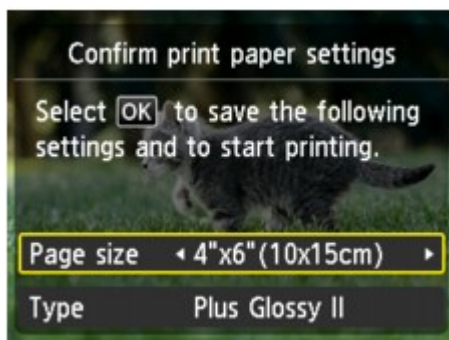 Confirm print paper settings
Select OK to save the following
settings and to start printing.
Page size 4"x6"(10x15cm)
Type Plus Glossy II